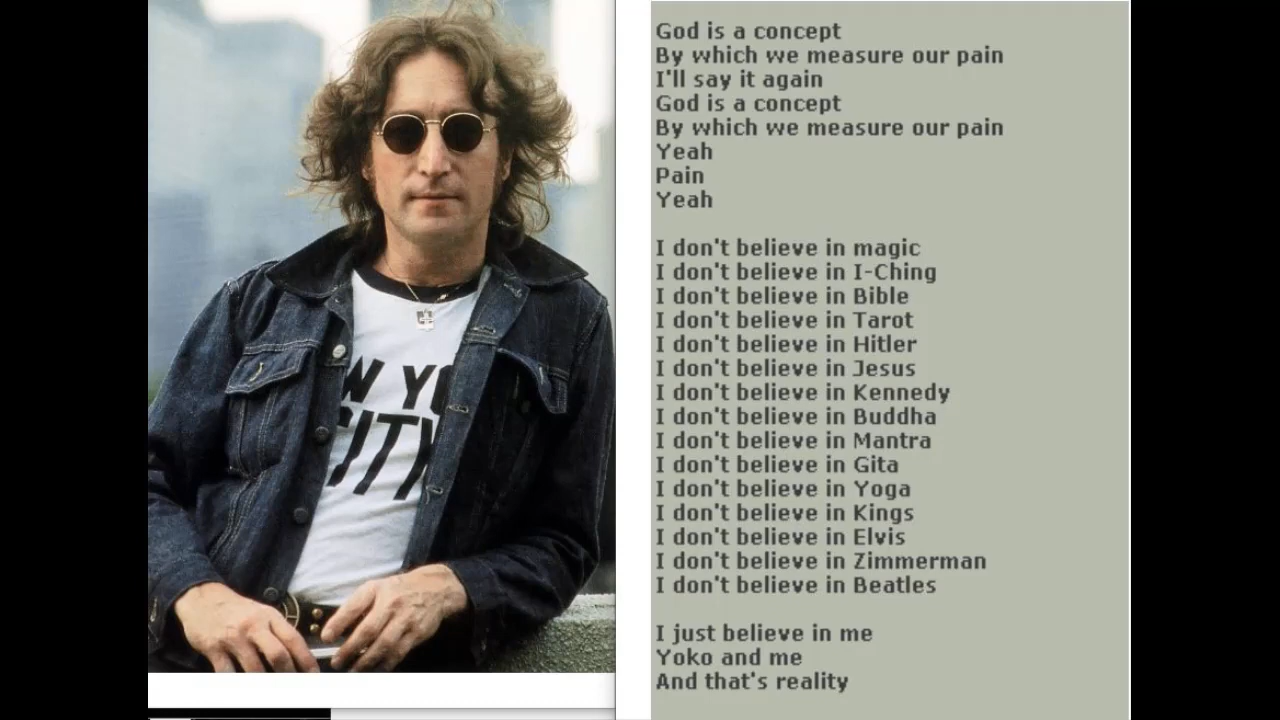 W YO
CITY
God is a concept
By which we measure our pain
I'll say it again
God is a concept
By which we measure our pain
Yeah
Pain
Yeah
I don't believe in magic
I don't believe in I-Ching
I don't believe in Bible
I don't believe in Tarot
I don't believe in Hitler
I don't believe in Jesus
I don't believe in Kennedy
I don't believe in Buddha
I don't believe in Mantra
I don't believe in Gita
I don't believe in Yoga
I don't believe in Kings
I don't believe in Elvis
I don't believe in Zimmerman
I don't believe in Beatles
I just believe in me
Yoko and me
And that's reality